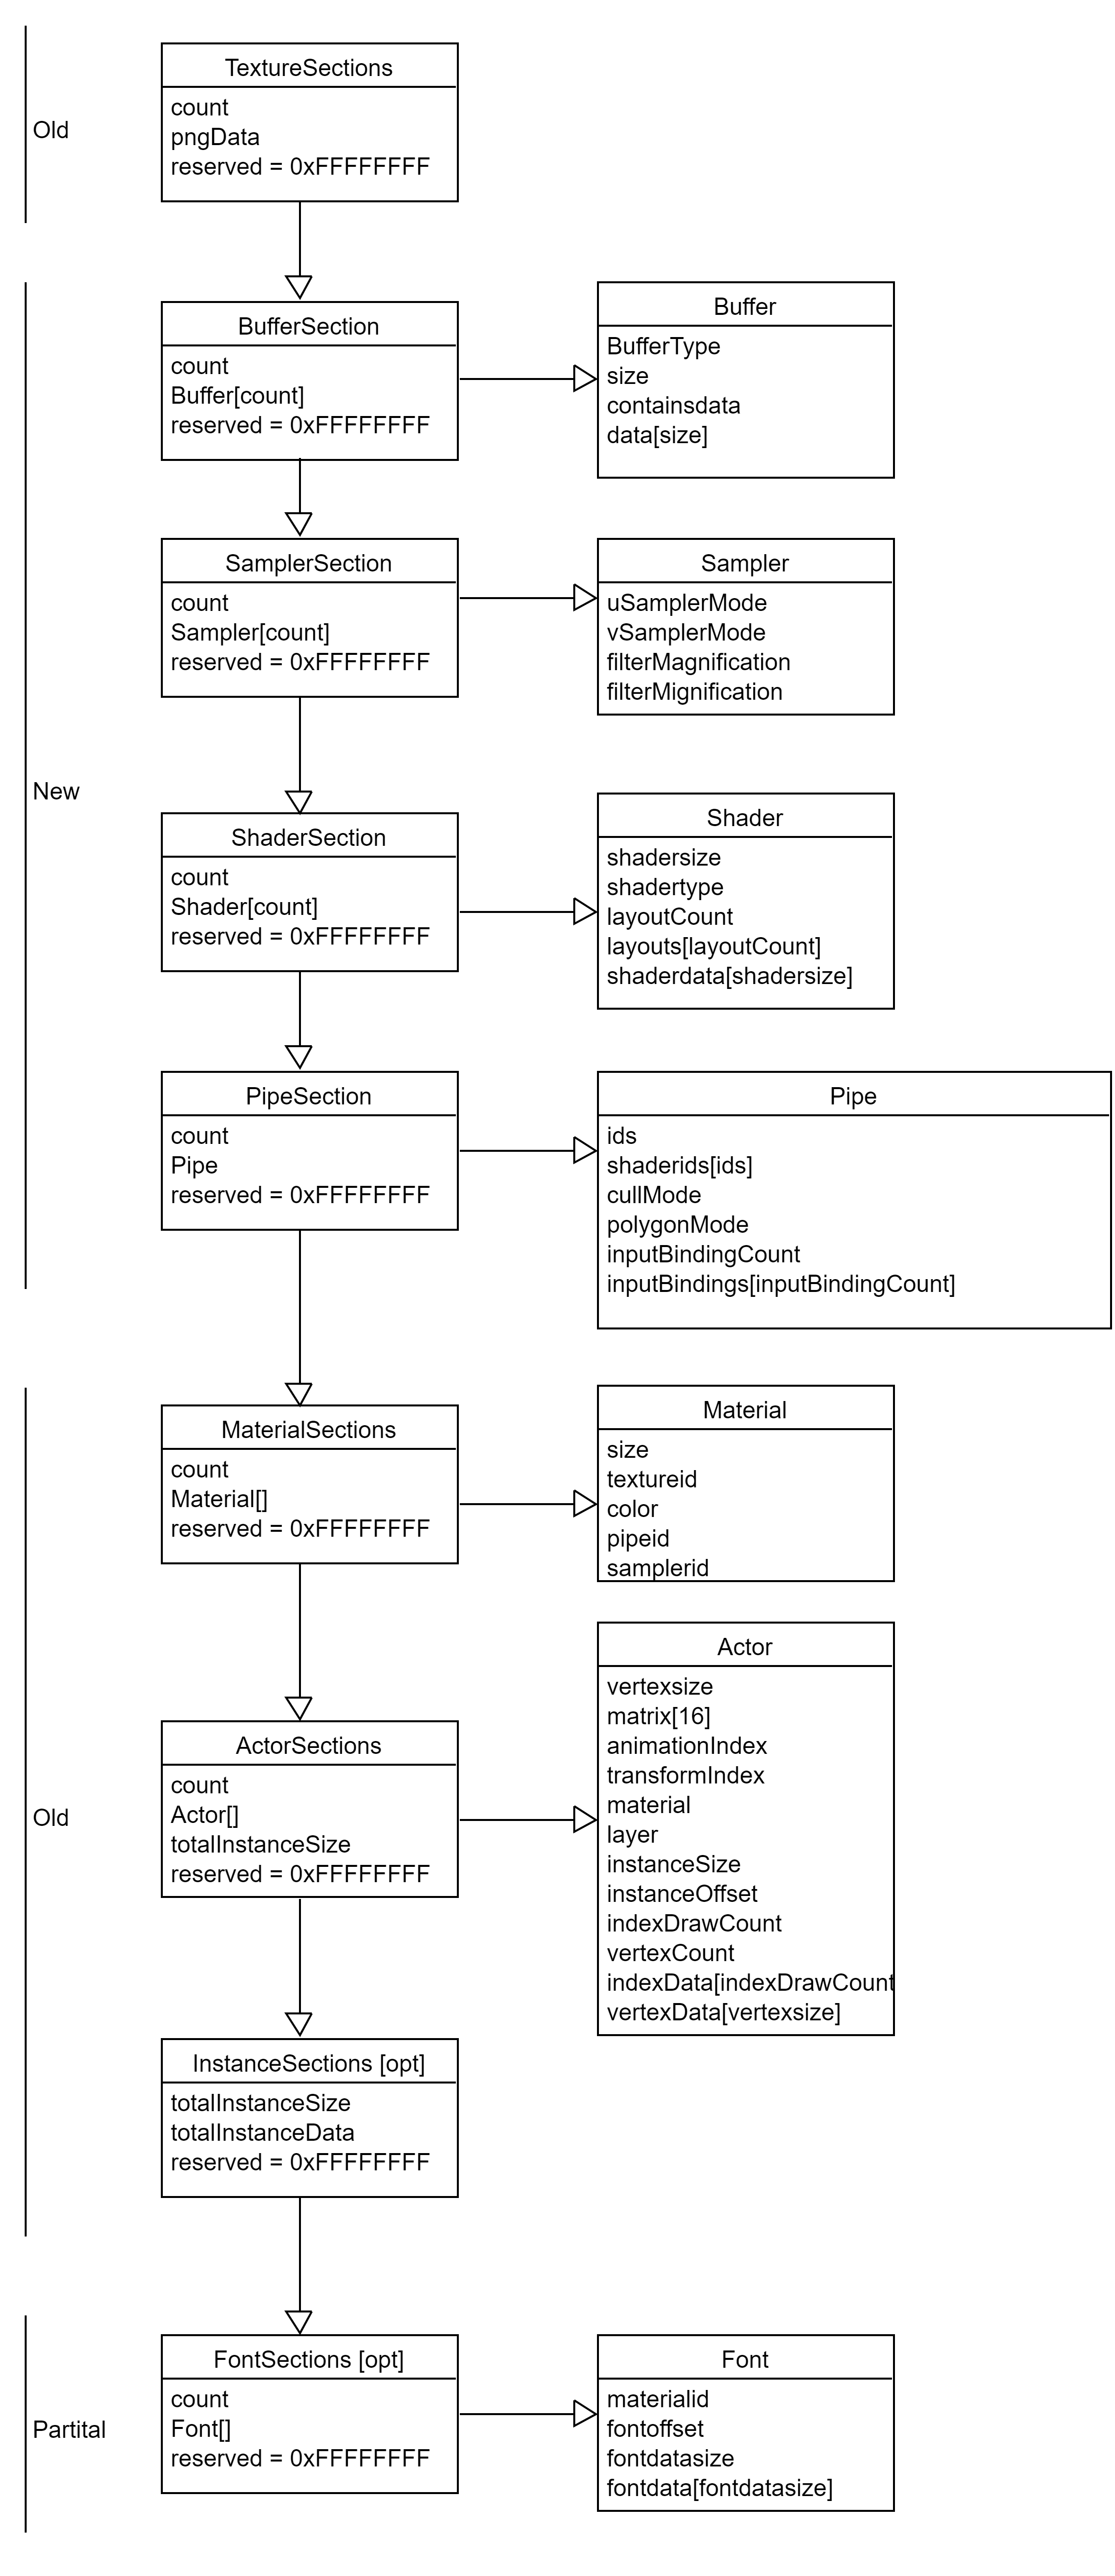 Old
TextureSections
count
pngData
reserved = 0xFFFFFFFF
New
BufferSection
count
Buffer[count]
reserved = 0xFFFFFFFF
Buffer
BufferType
size
containsdata
data[size]
SamplerSection
count
Sampler[count]
reserved = 0xFFFFFFFF
Sampler
uSamplerMode
vSamplerMode
filterMagnification
filterMignification
ShaderSection
count
Shader[count]
reserved = 0xFFFFFFFF
Shader
shadersize
shadertype
layoutCount
layouts[layoutCount]
shaderdata[shadersize]
PipeSection
count
Pipe
reserved = 0xFFFFFFFF
Pipe
ids
shaderids[ids]
cullMode
polygonMode
inputBindingCount
inputBindings[inputBindingCount]
Old
MaterialSections
count
Material[]
reserved = 0xFFFFFFFF
Material
size
textureid
color
pipeid
samplerid
ActorSections
count
Actor[]
totalInstanceSize
reserved = 0xFFFFFFFF
Actor
vertexsize
matrix[16]
animationIndex
transformIndex
material
layer
instanceSize
instanceOffset
indexDrawCount
vertexCount
indexData[indexDrawCount
vertexData[vertexsize]
InstanceSections [opt]
totalInstanceSize
totalInstanceData
reserved = 0xFFFFFFFF
Partital
FontSections [opt]
count
Font[]
reserved = 0xFFFFFFFF
Font
materialid
fontoffset
fontdatasize
fontdata[fontdatasize]